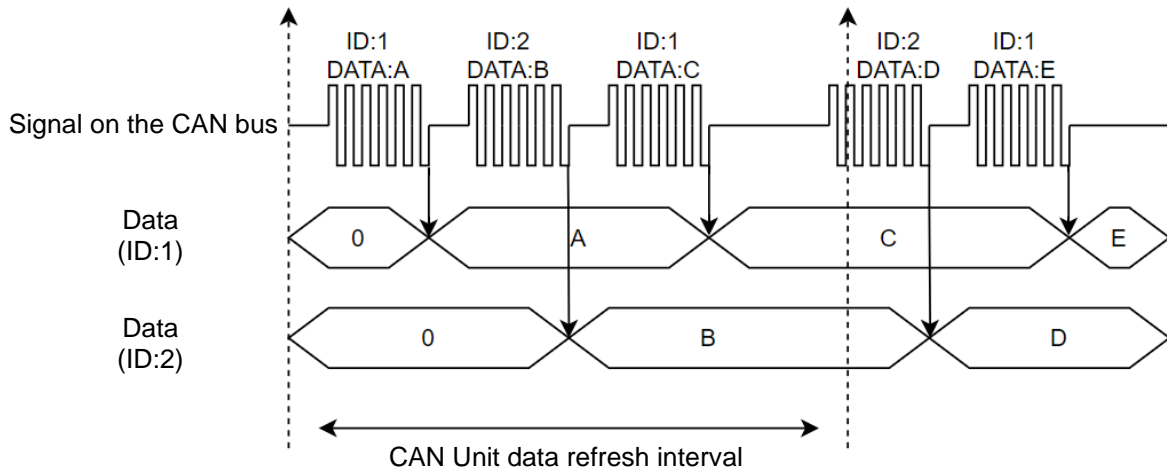 ID:1
DATA:A
ID:2
DATA:B
ID:1
DATA:C
ID:2
DATA:D
ID:1
DATA:E
Signal on the CAN bus
Data
(ID:1)
0
A
C
E
Data
(ID:2)
0
B
D
CAN Unit data refresh interval